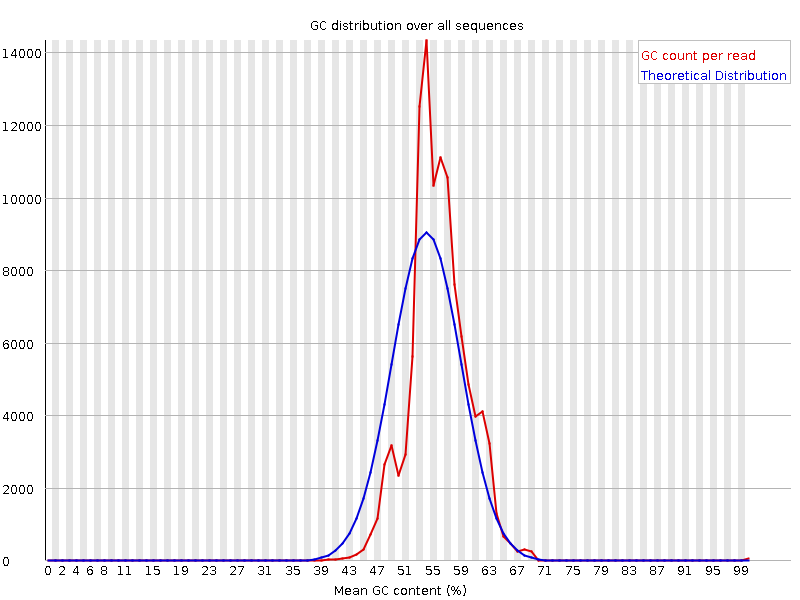 GC distribution over all sequences
GC count per read
Theoretical Distribution
14000
12000
10000
8000
6000
4000
2000
0
0 2 4 6 8 11 15 19 23 27 31 35 39 43 47 51 55 59 63 67 71 75 79 83 87 91 95 99
Mean GC content (%)